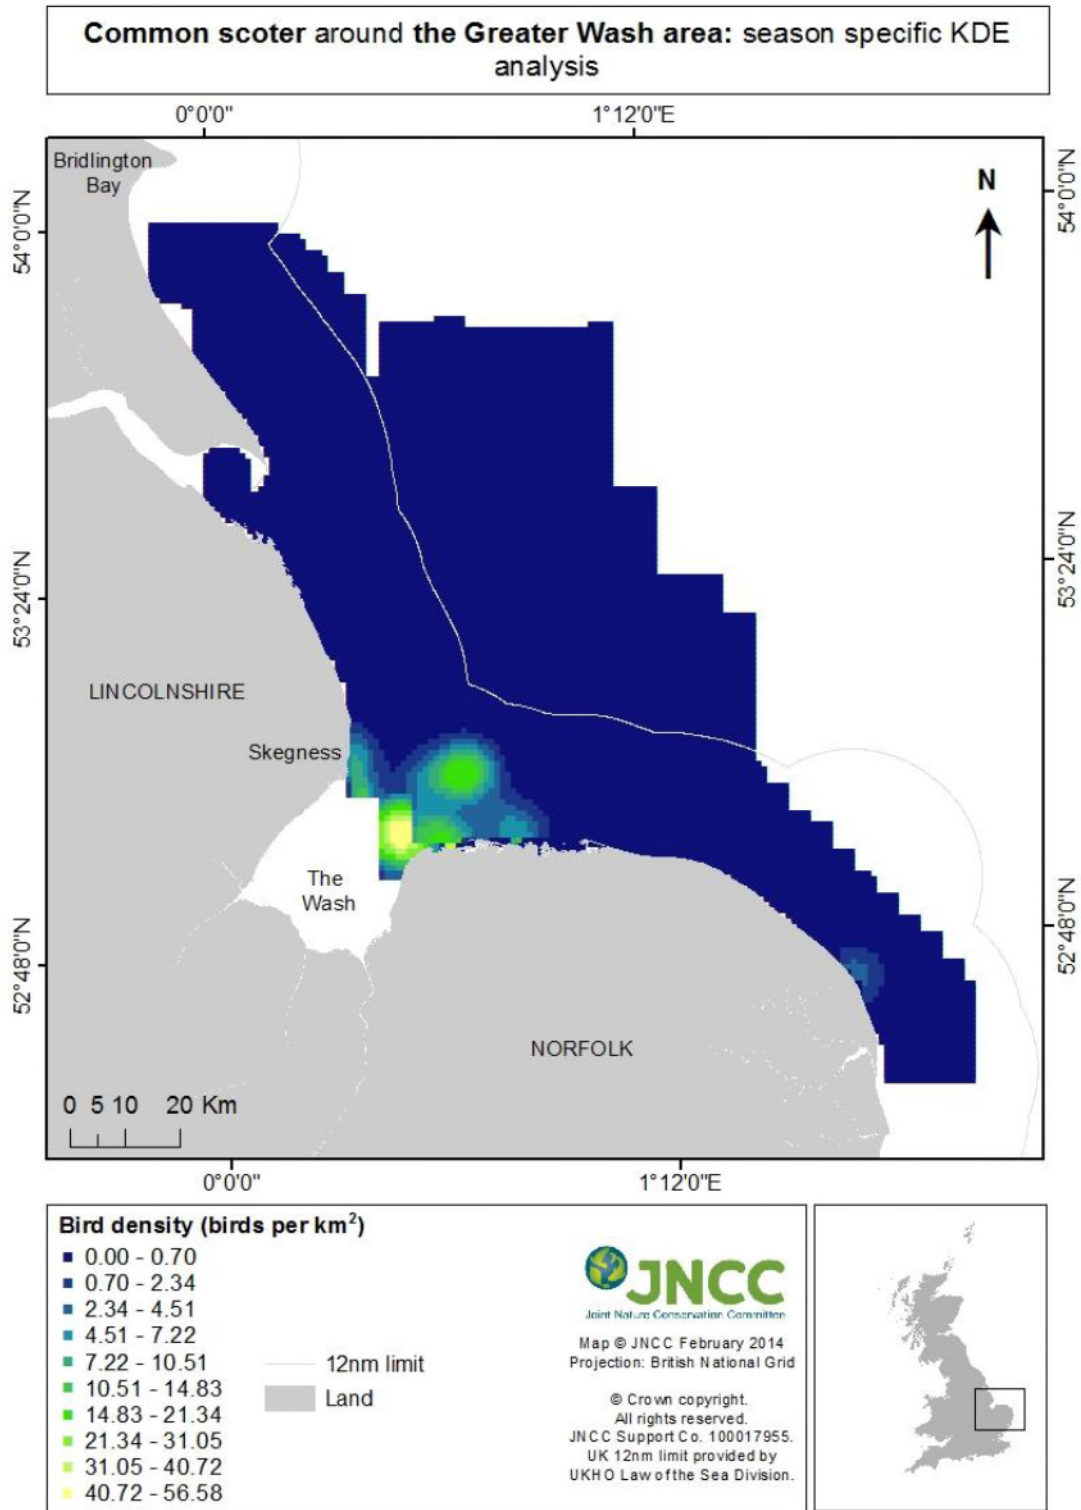 Common scoter around the Greater Wash area: season specific KDE
analysis
0°0'0"
1°12'0"E
Bridlington
Bay
N
54°0'0"N
54°0'0"N
53°24'0"N
53°24'0"N
LINCOLNSHIRE
Skegness
The
Wash
52°48'0"N
52°48'0"N
NORFOLK
0 5 10 20 Km
0°0'0"
1°12'0"E
Bird density (birds per km²)
0.00 - 0.70
0.70 - 2.34
2.34 - 4.51
4.51 - 7.22
7.22 - 10.51
10.51 - 14.83
14.83 - 21.34
21.34 - 31.05
31.05 - 40.72
40.72 - 56.58
12nm limit
Land
JNCC
Joint Nature Conservation Committee
Map © JNCC February 2014
Projection: British National Grid
© Crown copyright.
All rights reserved.
JNCC Support Co. 100017955.
UK 12nm limit provided by
UKHO Law of the Sea Division.